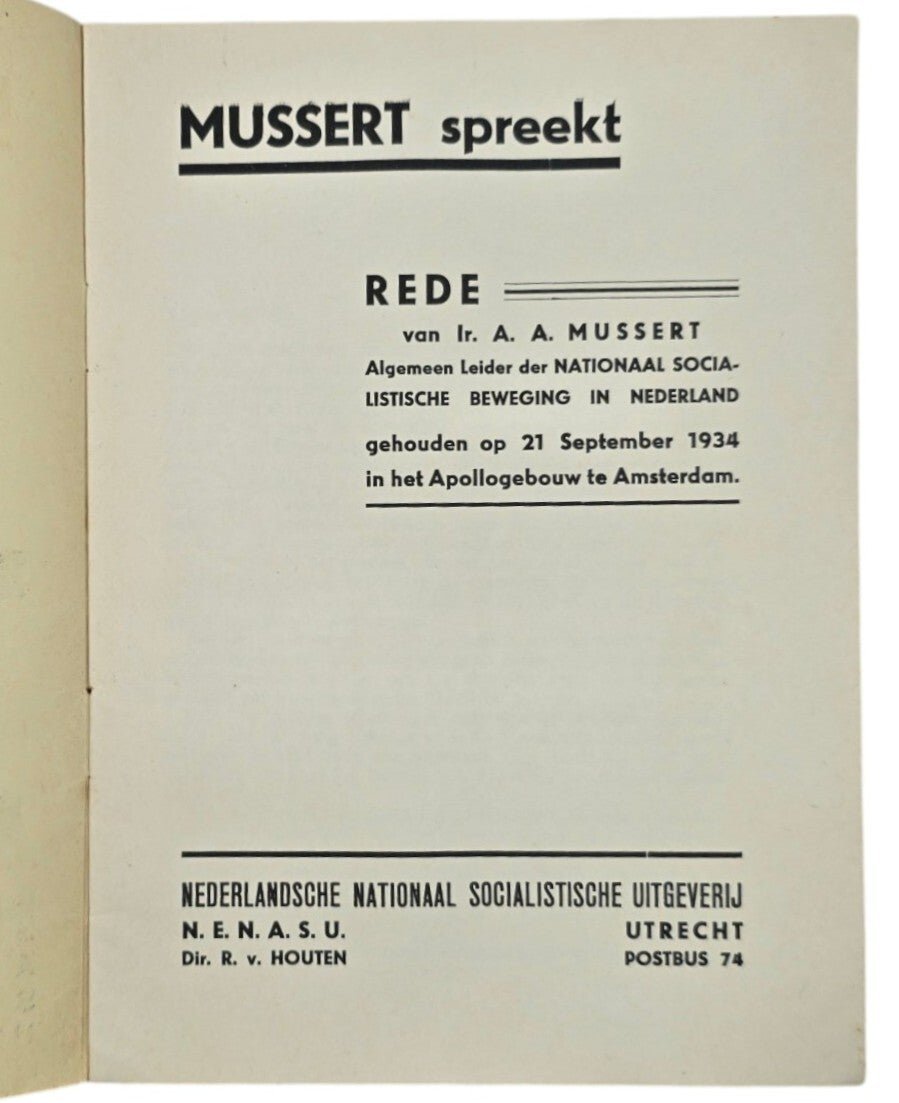 MUSSERT spreekt
REDE
van Ir. A. A. MUSSERT
Algemeen Leider der NATIONAAL SOCIA-
LISTISCHE BEWEGING IN NEDERLAND
gehouden op 21 September 1934
in het Apollogebouw te Amsterdam.
NEDERLANDSCHE NATIONAAL SOCIALISTISCHE UITGEVERIJ
N. E. N. A. S. U. UTRECHT
Dir. R. v. HOUTEN POSTBUS 74